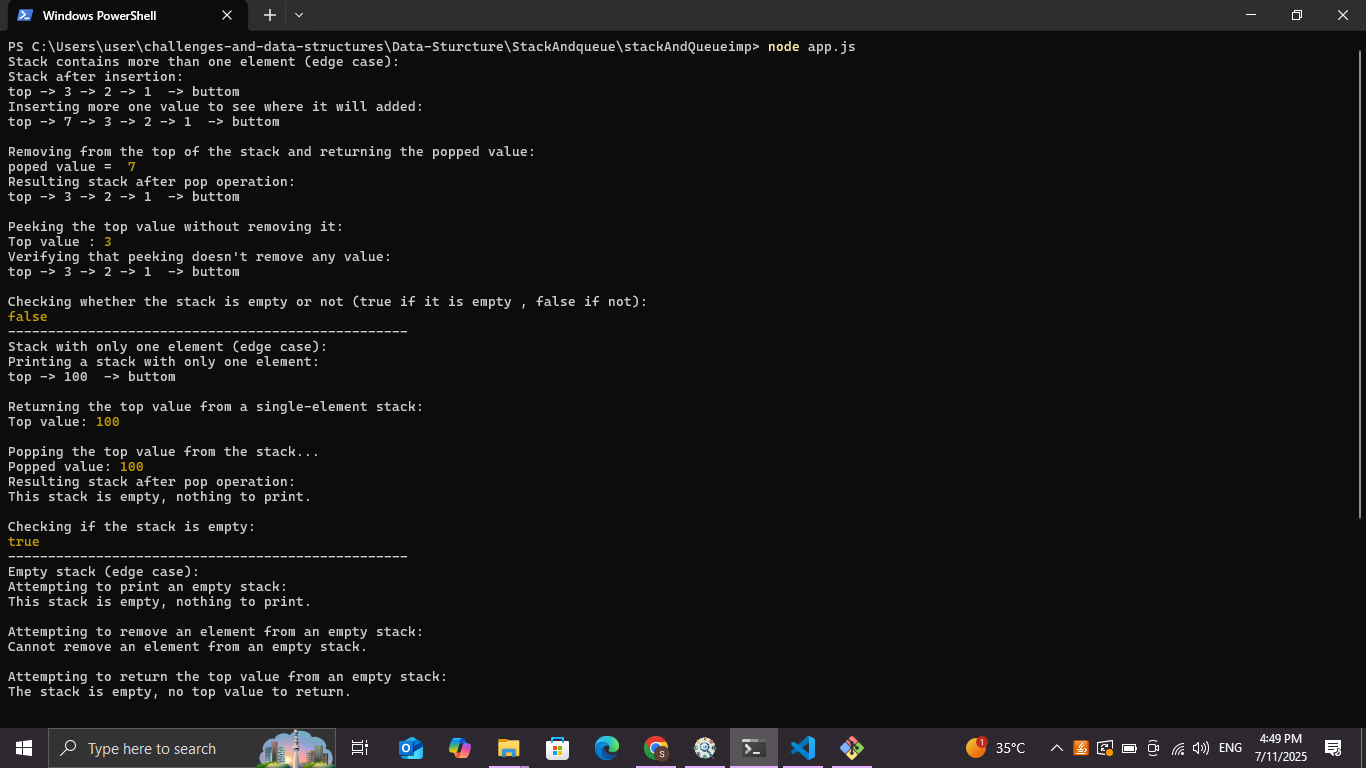 Windows PowerShell
PS C:\Users\user\challenges-and-data-structures\Data-Sturcture\StackAndqueue\stackAndQueueimp> node app.js
Stack contains more than one element (edge case):
Stack after insertion:
top -> 3 -> 2 -> 1  -> buttom
Inserting more one value to see where it will added:
top -> 7 -> 3 -> 2 -> 1  -> buttom
Removing from the top of the stack and returning the popped value:
poped value =  7
Resulting stack after pop operation:
top -> 3 -> 2 -> 1  -> buttom
Peeking the top value without removing it:
Top value : 3
Verifying that peeking doesn't remove any value:
top -> 3 -> 2 -> 1  -> buttom
Checking whether the stack is empty or not (true if it is empty , false if not):
false
--------------------------------------------------
Stack with only one element (edge case):
Printing a stack with only one element:
top -> 100  -> buttom
Returning the top value from a single-element stack:
Top value: 100
Popping the top value from the stack...
Popped value: 100
Resulting stack after pop operation:
This stack is empty, nothing to print.
Checking if the stack is empty:
true
--------------------------------------------------
Empty stack (edge case):
Attempting to print an empty stack:
This stack is empty, nothing to print.
Attempting to remove an element from an empty stack:
Cannot remove an element from an empty stack.
Attempting to return the top value from an empty stack:
The stack is empty, no top value to return.
Type here to search
1
35°C
ENG
4:49 PM
7/11/2025